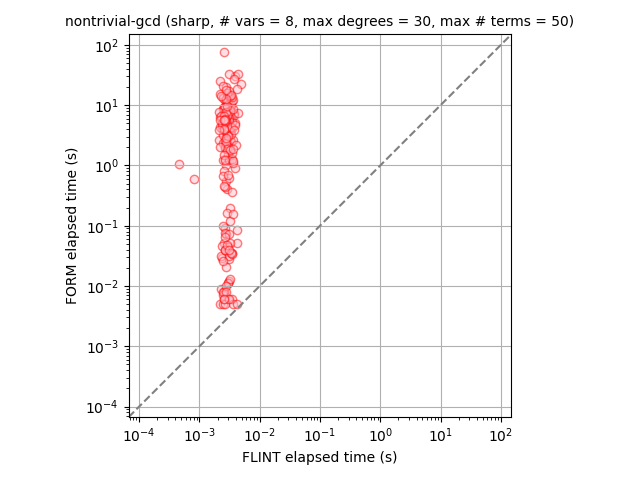 nontrivial-gcd (sharp, # vars = 8, max degrees = 30, max # terms = 50)
FORM elapsed time (s)
10²
10¹
10⁰
10⁻¹
10⁻²
10⁻³
10⁻⁴
10⁻⁴ 10⁻³ 10⁻² 10⁻¹ 10⁰ 10¹ 10²
FLINT elapsed time (s)